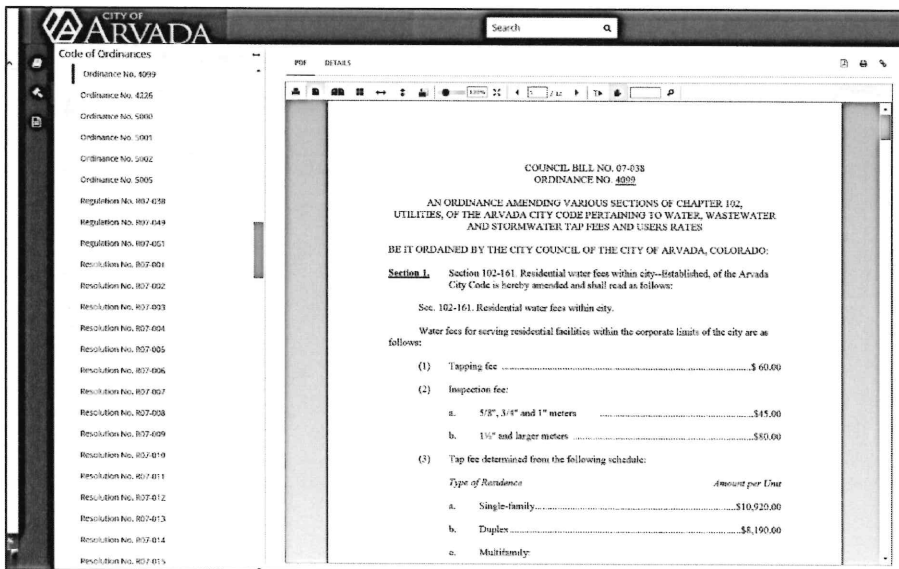 CITY OF
ARVADA
Search
Code of Ordinances
Ordinance No. 4099
Ordinance No. 4226
Ordinance No. 5000
Ordinance No. 5001
Ordinance No. 5002
Ordinance No. 5005
Regulation No. R07-038
Regulation No. R07-049
Regulation No. R07-051
Resolution No. R07-001
Resolution No. R07-002
Resolution No. R07-003
Resolution No. R07-004
Resolution No. R07-005
Resolution No. R07-006
Resolution No. R07-007
Resolution No. R07-008
Resolution No. R07-009
Resolution No. R07-010
Resolution No. R07-011
Resolution No. R07-012
Resolution No. R07-013
Resolution No. R07-014
Resolution No. R07-015
PDF DETAILS
100%
COUNCIL BILL NO. 07-038
ORDINANCE NO. 4099
AN ORDINANCE AMENDING VARIOUS SECTIONS OF CHAPTER 102,
UTILITIES, OF THE ARVADA CITY CODE PERTAINING TO WATER, WASTEWATER
AND STORMWATER TAP FEES AND USERS RATES
BE IT ORDAINED BY THE CITY COUNCIL OF THE CITY OF ARVADA, COLORADO:
Section 1. Section 102-161. Residential water fees within city--Established, of the Arvada
City Code is hereby amended and shall read as follows:
Sec. 102-161. Residential water fees within city.
Water fees for serving residential facilities within the corporate limits of the city are as
follows:
(1) Tapping fee ........ $ 60.00
(2) Inspection fee:
a. 5/8", 3/4" and 1" meters ........ $45.00
b. 1½" and larger meters ........ $80.00
(3) Tap fee determined from the following schedule:
Type of Residence Amount per Unit
a. Single-family ........ $10,920.00
b. Duplex ........ $8,190.00
c. Multifamily: